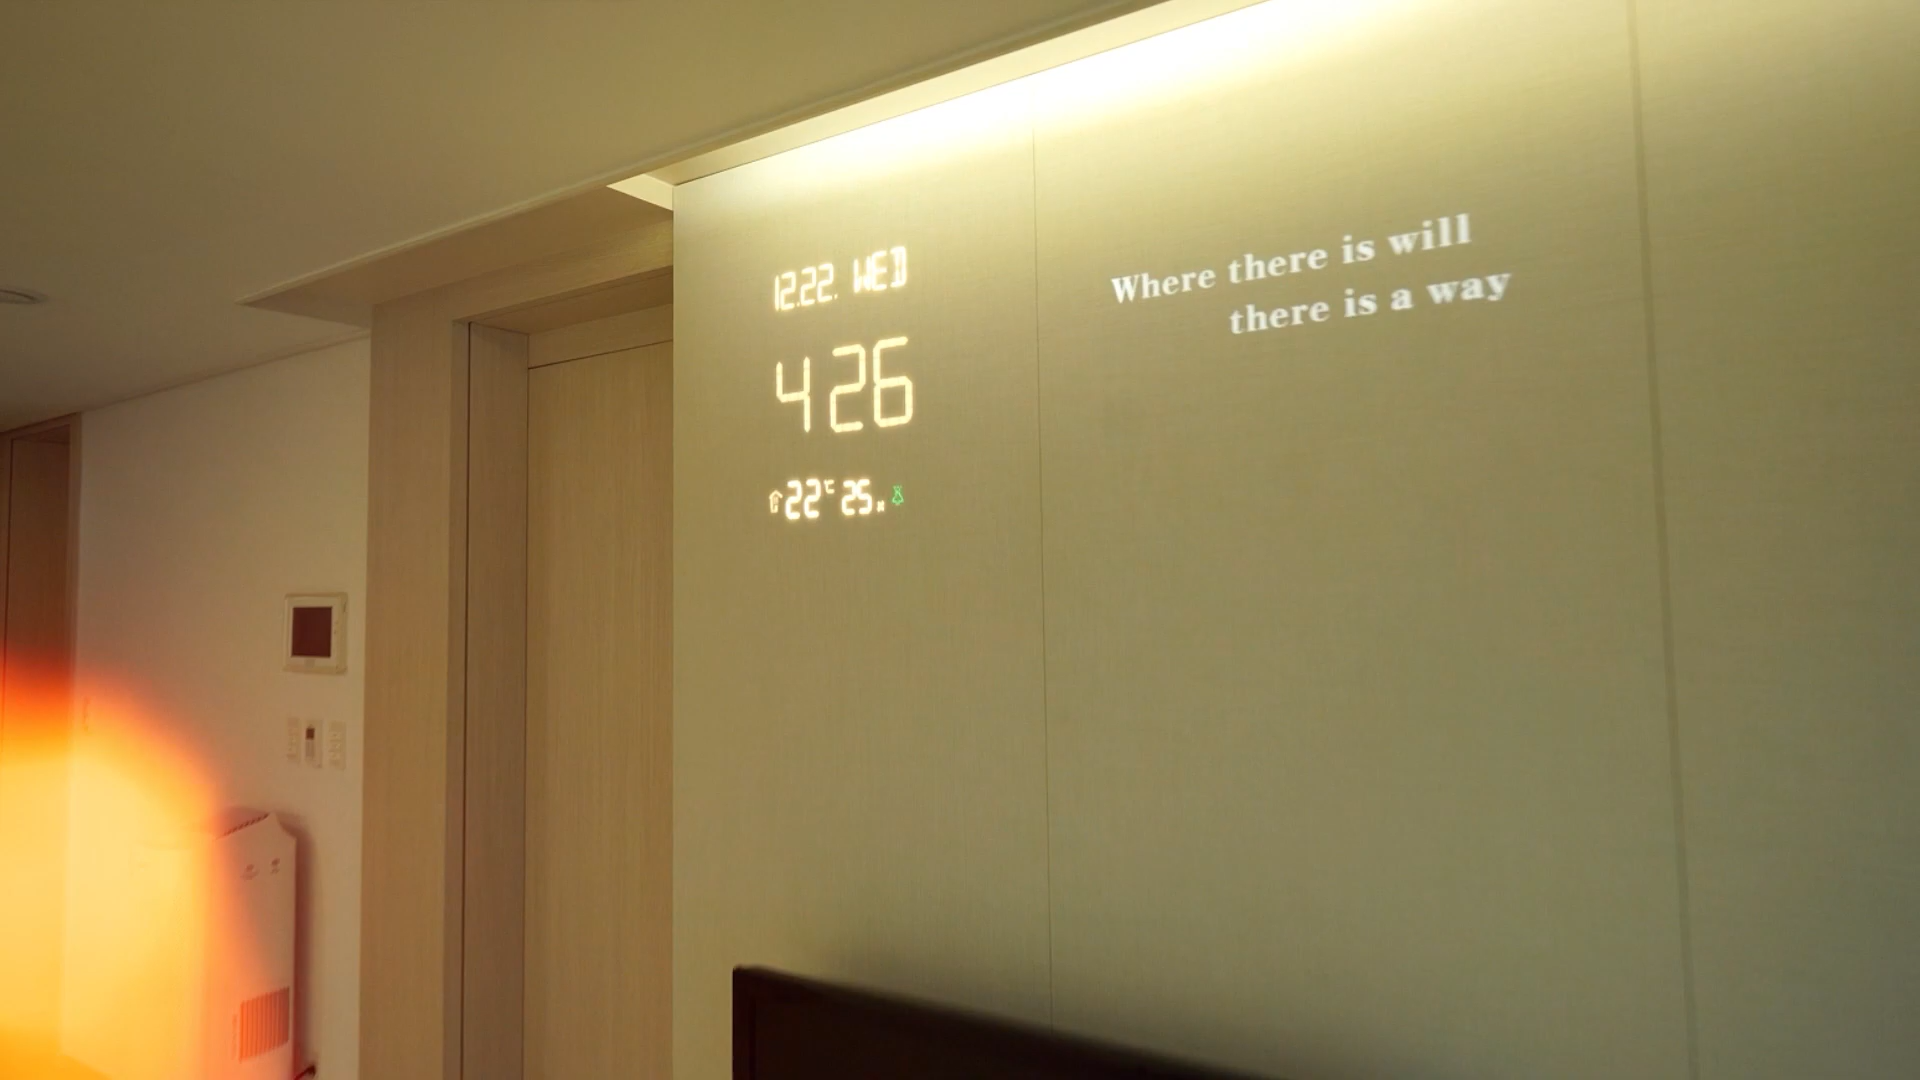 12.22. WED
4 26
22°C 25%
Where there is will
there is a way